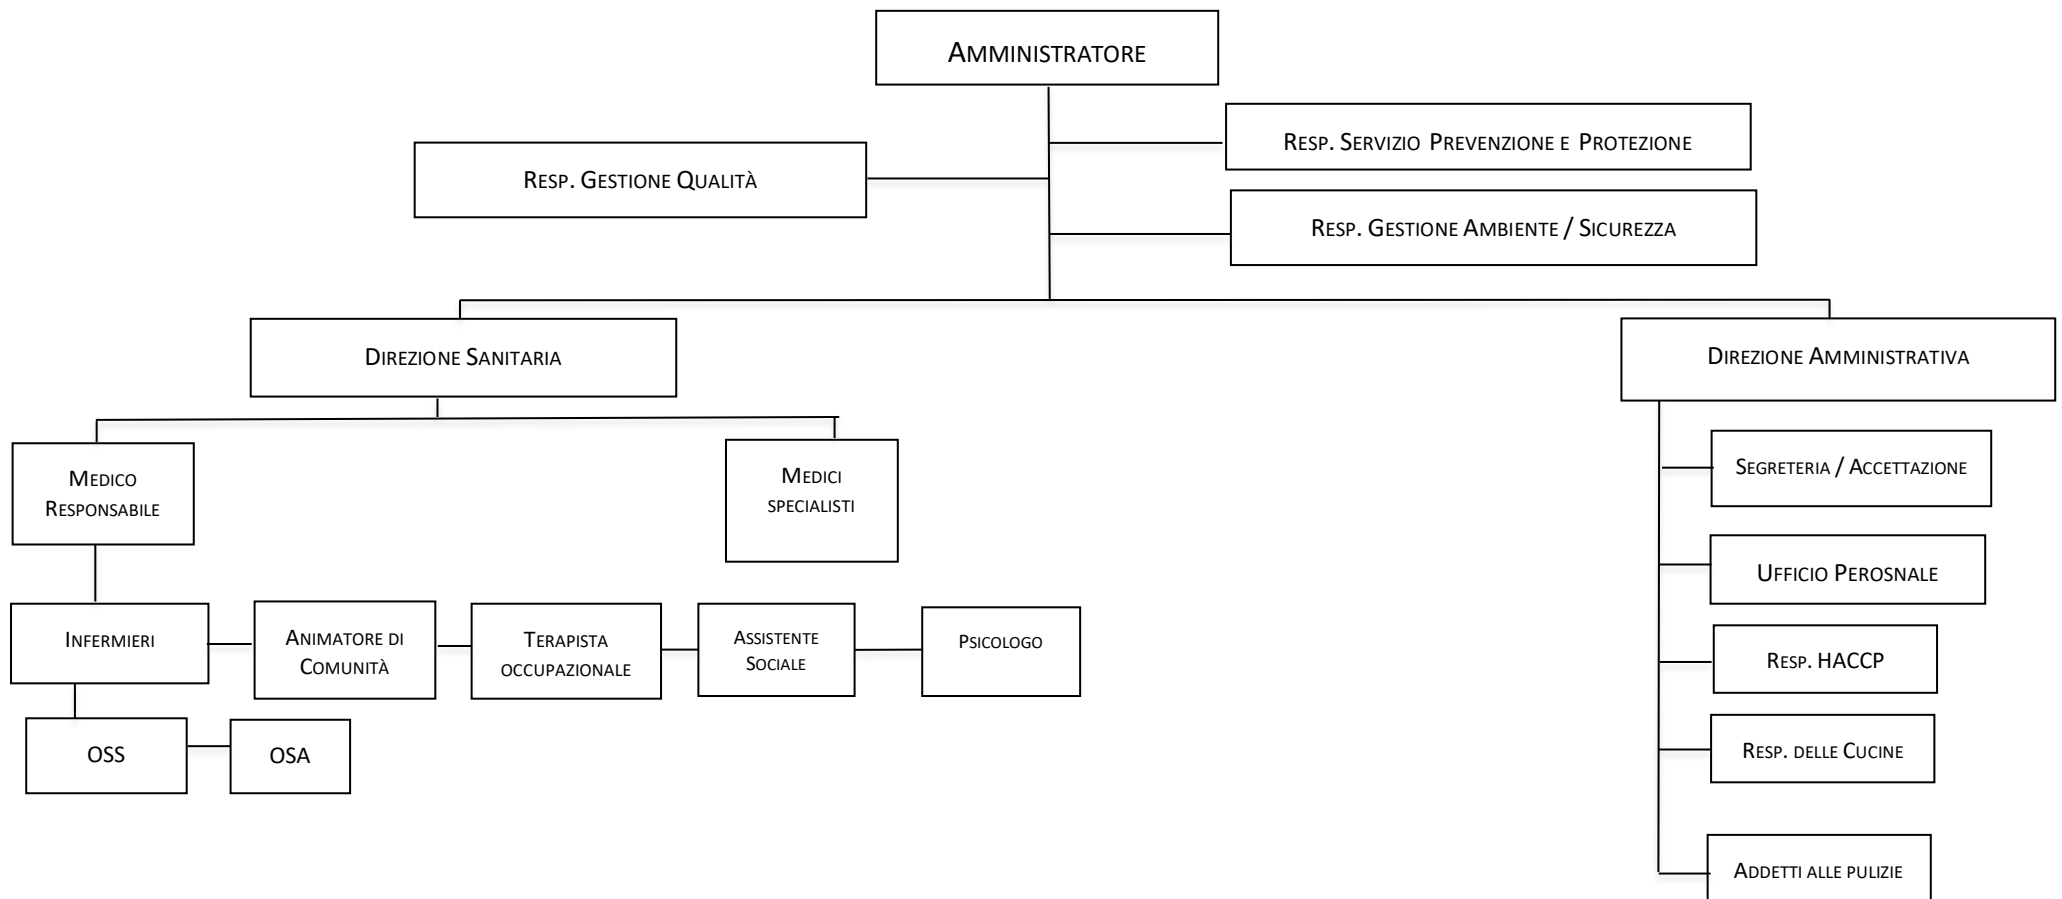 AMMINISTRATORE
RESP. SERVIZIO PREVENZIONE E PROTEZIONE
RESP. GESTIONE QUALITÀ
RESP. GESTIONE AMBIENTE / SICUREZZA
DIREZIONE SANITARIA
DIREZIONE AMMINISTRATIVA
MEDICO
RESPONSABILE
MEDICI
SPECIALISTI
SEGRETERIA / ACCETTAZIONE
UFFICIO PEROSNALE
INFERMIERI
ANIMATORE DI
COMUNITÀ
TERAPISTA
OCCUPAZIONALE
ASSISTENTE
SOCIALE
PSICOLOGO
RESP. HACCP
OSS
OSA
RESP. DELLE CUCINE
ADDETTI ALLE PULIZIE